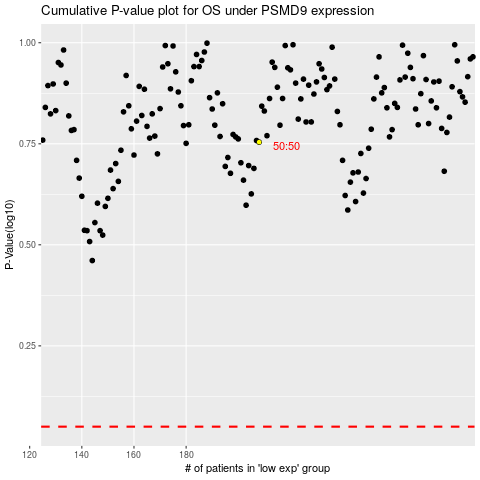 Cumulative P-value plot for OS under PSMD9 expression
1.00
0.75
50:50
P-Value(log10)
0.50
0.25
120 140 160 180
# of patients in 'low exp' group